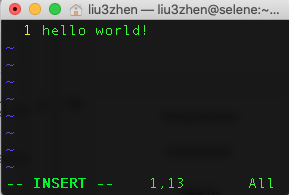 liu3zhen — liu3zhen@selene:~...
1 hello world!
~
~
~
~
~
~
~
~
-- INSERT -- 1,13 All